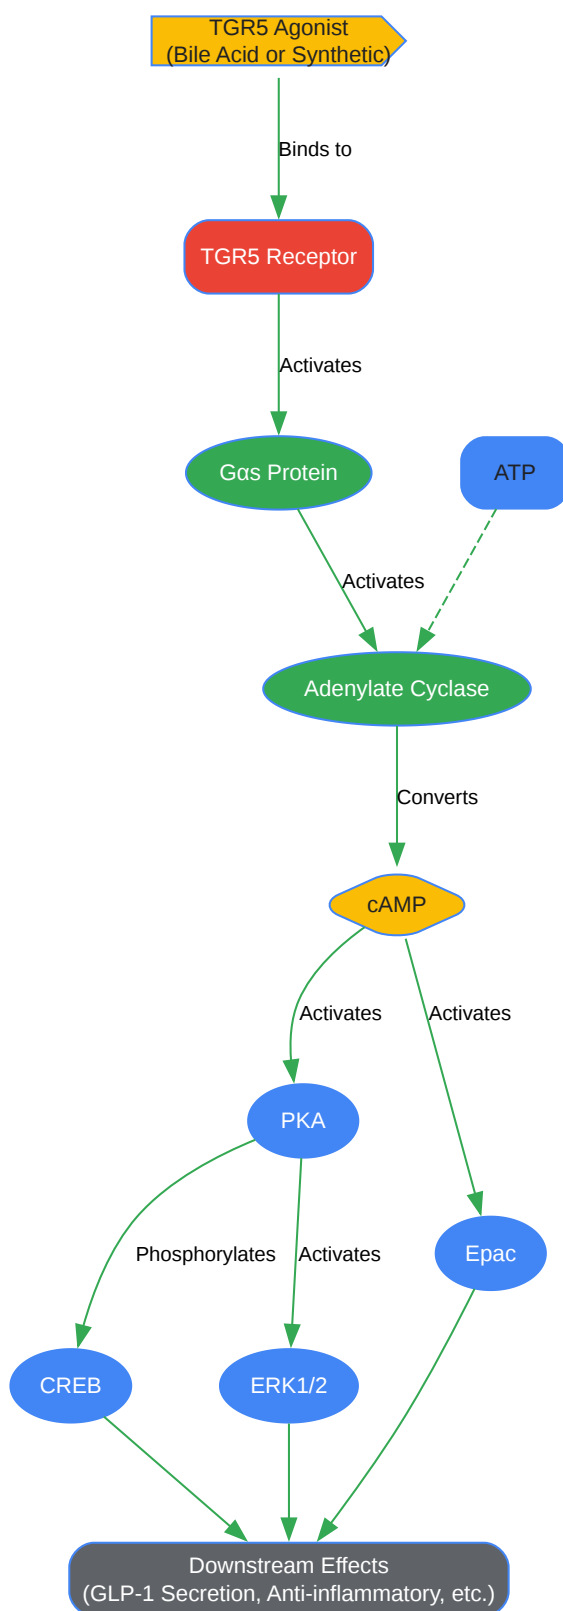 TGR5 Agonist
(Bile Acid or Synthetic)
Binds to
TGR5 Receptor
Activates
Gαs Protein
ATP
Activates
Adenylate Cyclase
Converts
cAMP
Activates
Activates
PKA
Phosphorylates
Activates
Epac
CREB
ERK1/2
Downstream Effects
(GLP-1 Secretion, Anti-inflammatory, etc.)